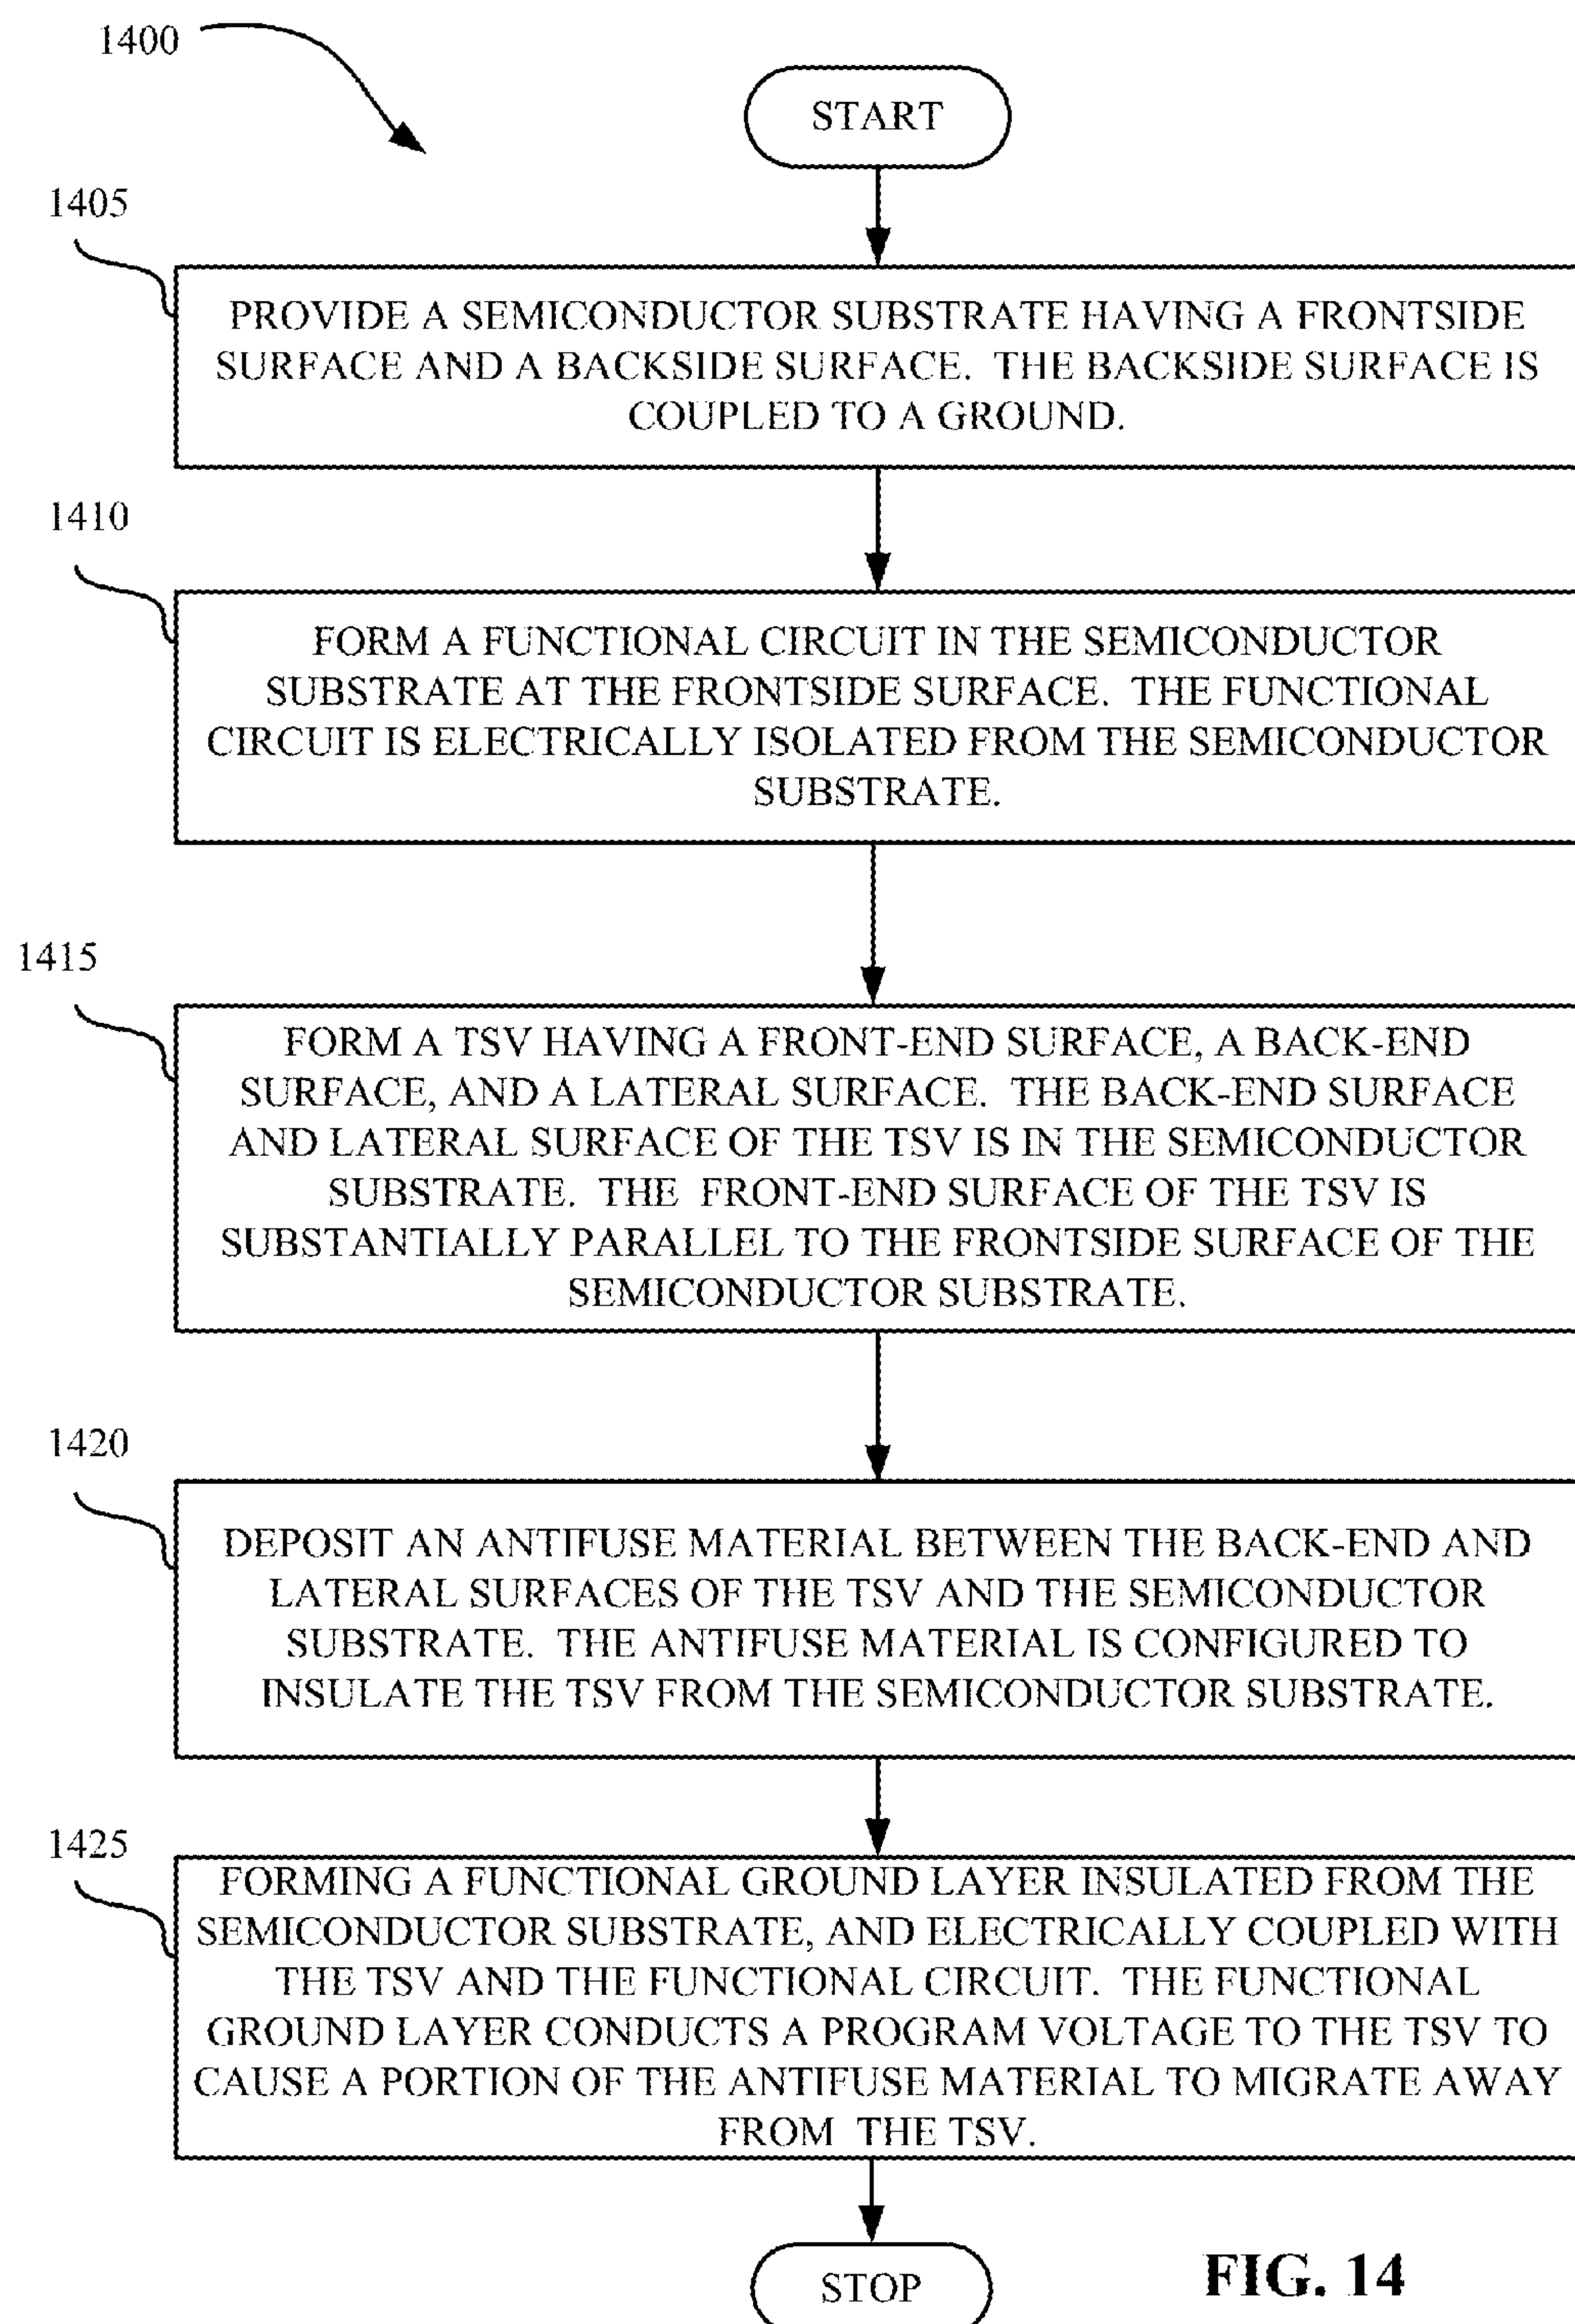 1400
START
1405
PROVIDE A SEMICONDUCTOR SUBSTRATE HAVING A FRONTSIDE
SURFACE AND A BACKSIDE SURFACE. THE BACKSIDE SURFACE IS
COUPLED TO A GROUND.
1410
FORM A FUNCTIONAL CIRCUIT IN THE SEMICONDUCTOR
SUBSTRATE AT THE FRONTSIDE SURFACE. THE FUNCTIONAL
CIRCUIT IS ELECTRICALLY ISOLATED FROM THE SEMICONDUCTOR
SUBSTRATE.
1415
FORM A TSV HAVING A FRONT-END SURFACE, A BACK-END
SURFACE, AND A LATERAL SURFACE. THE BACK-END SURFACE
AND LATERAL SURFACE OF THE TSV IS IN THE SEMICONDUCTOR
SUBSTRATE. THE FRONT-END SURFACE OF THE TSV IS
SUBSTANTIALLY PARALLEL TO THE FRONTSIDE SURFACE OF THE
SEMICONDUCTOR SUBSTRATE.
1420
DEPOSIT AN ANTIFUSE MATERIAL BETWEEN THE BACK-END AND
LATERAL SURFACES OF THE TSV AND THE SEMICONDUCTOR
SUBSTRATE. THE ANTIFUSE MATERIAL IS CONFIGURED TO
INSULATE THE TSV FROM THE SEMICONDUCTOR SUBSTRATE.
1425
FORMING A FUNCTIONAL GROUND LAYER INSULATED FROM THE
SEMICONDUCTOR SUBSTRATE, AND ELECTRICALLY COUPLED WITH
THE TSV AND THE FUNCTIONAL CIRCUIT. THE FUNCTIONAL
GROUND LAYER CONDUCTS A PROGRAM VOLTAGE TO THE TSV TO
CAUSE A PORTION OF THE ANTIFUSE MATERIAL TO MIGRATE AWAY
FROM THE TSV.
STOP
FIG. 14